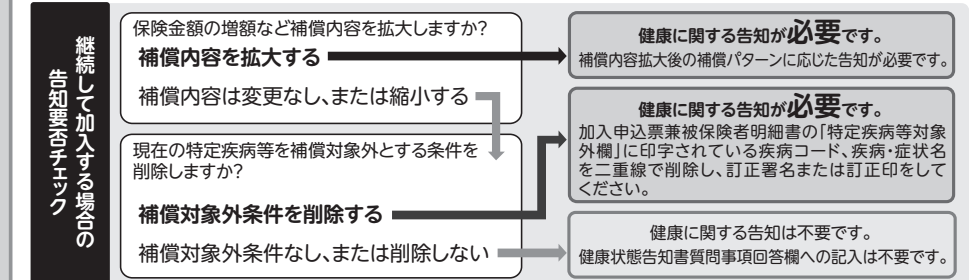 継続して加入する場合の
告知要否チェック
保険金額の増額など補償内容を拡大しますか?
補償内容を拡大する
補償内容は変更なし、または縮小する
現在の特定疾病等を補償対象外とする条件を
削除しますか?
補償対象外条件を削除する
補償対象外条件なし、または削除しない
健康に関する告知が必要です。
補償内容拡大後の補償パターンに応じた告知が必要です。
健康に関する告知が必要です。
加入申込票兼被保険者明細書の「特定疾病等対象
外欄」に印字されている疾病コード、疾病・症状名
を二重線で削除し、訂正署名または訂正印をして
ください。
健康に関する告知は不要です。
健康状態告知書質問事項回答欄への記入は不要です。